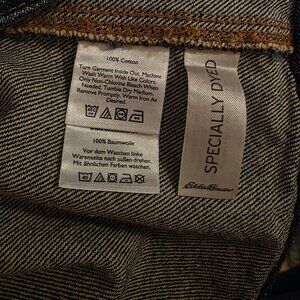 100% Cotton
Turn Garment Inside Out. Machine
Wash Warm With Like Colors.
Only Non-Chlorine Bleach When
Needed. Tumble Dry Medium.
Remove Promptly. Warm Iron As
Desired.
100% Baumwolle
Vor dem Waschen links
Warenseite nach außen drehen.
Mit ähnlichen Farben waschen.
SPECIALLY DYED
Eddie Bauer